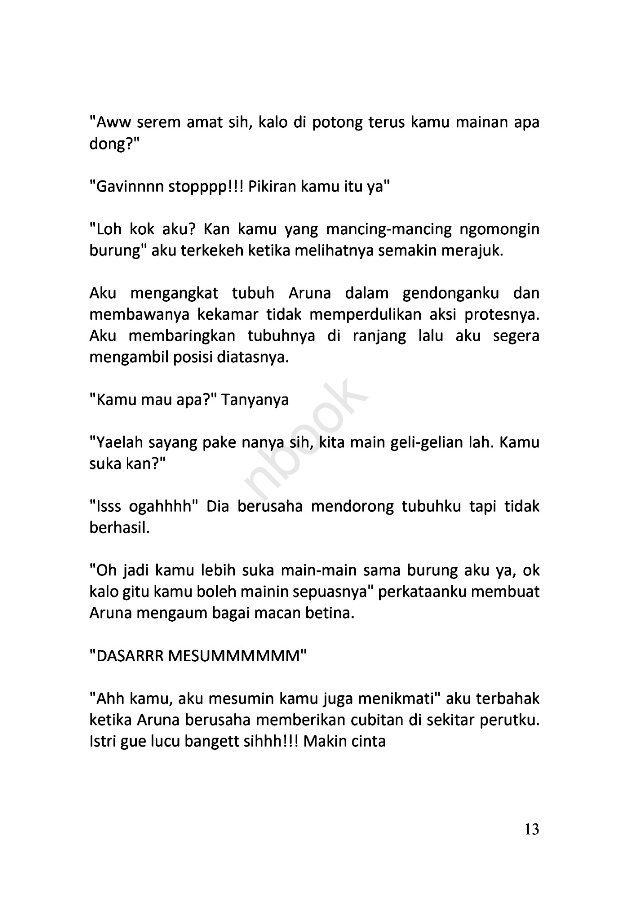 "Aww serem amat sih, kalo di potong terus kamu mainan apa
dong?"
"Gavinnnn stopppp!!! Pikiran kamu itu ya"
"Loh kok aku? Kan kamu yang mancing-mancing ngomongin
burung" aku terkekeh ketika melihatnya semakin merajuk.
Aku mengangkat tubuh Aruna dalam gendonganku dan
membawanya kekamar tidak memperdulikan aksi protesnya.
Aku membaringkan tubuhnya di ranjang lalu aku segera
mengambil posisi diatasnya.
"Kamu mau apa?" Tanyanya
"Yaelah sayang pake nanya sih, kita main geli-gelian lah. Kamu
suka kan?"
"Isss ogahhhh" Dia berusaha mendorong tubuhku tapi tidak
berhasil.
"Oh jadi kamu lebih suka main-main sama burung aku ya, ok
kalo gitu kamu boleh mainin sepuasnya" perkataanku membuat
Aruna mengaum bagai macan betina.
"DASARRR MESUMMMMMM"
"Ahh kamu, aku mesumin kamu juga menikmati" aku terbahak
ketika Aruna berusaha memberikan cubitan di sekitar perutku.
Istri gue lucu bangett sihhh!!! Makin cinta
nbook
13